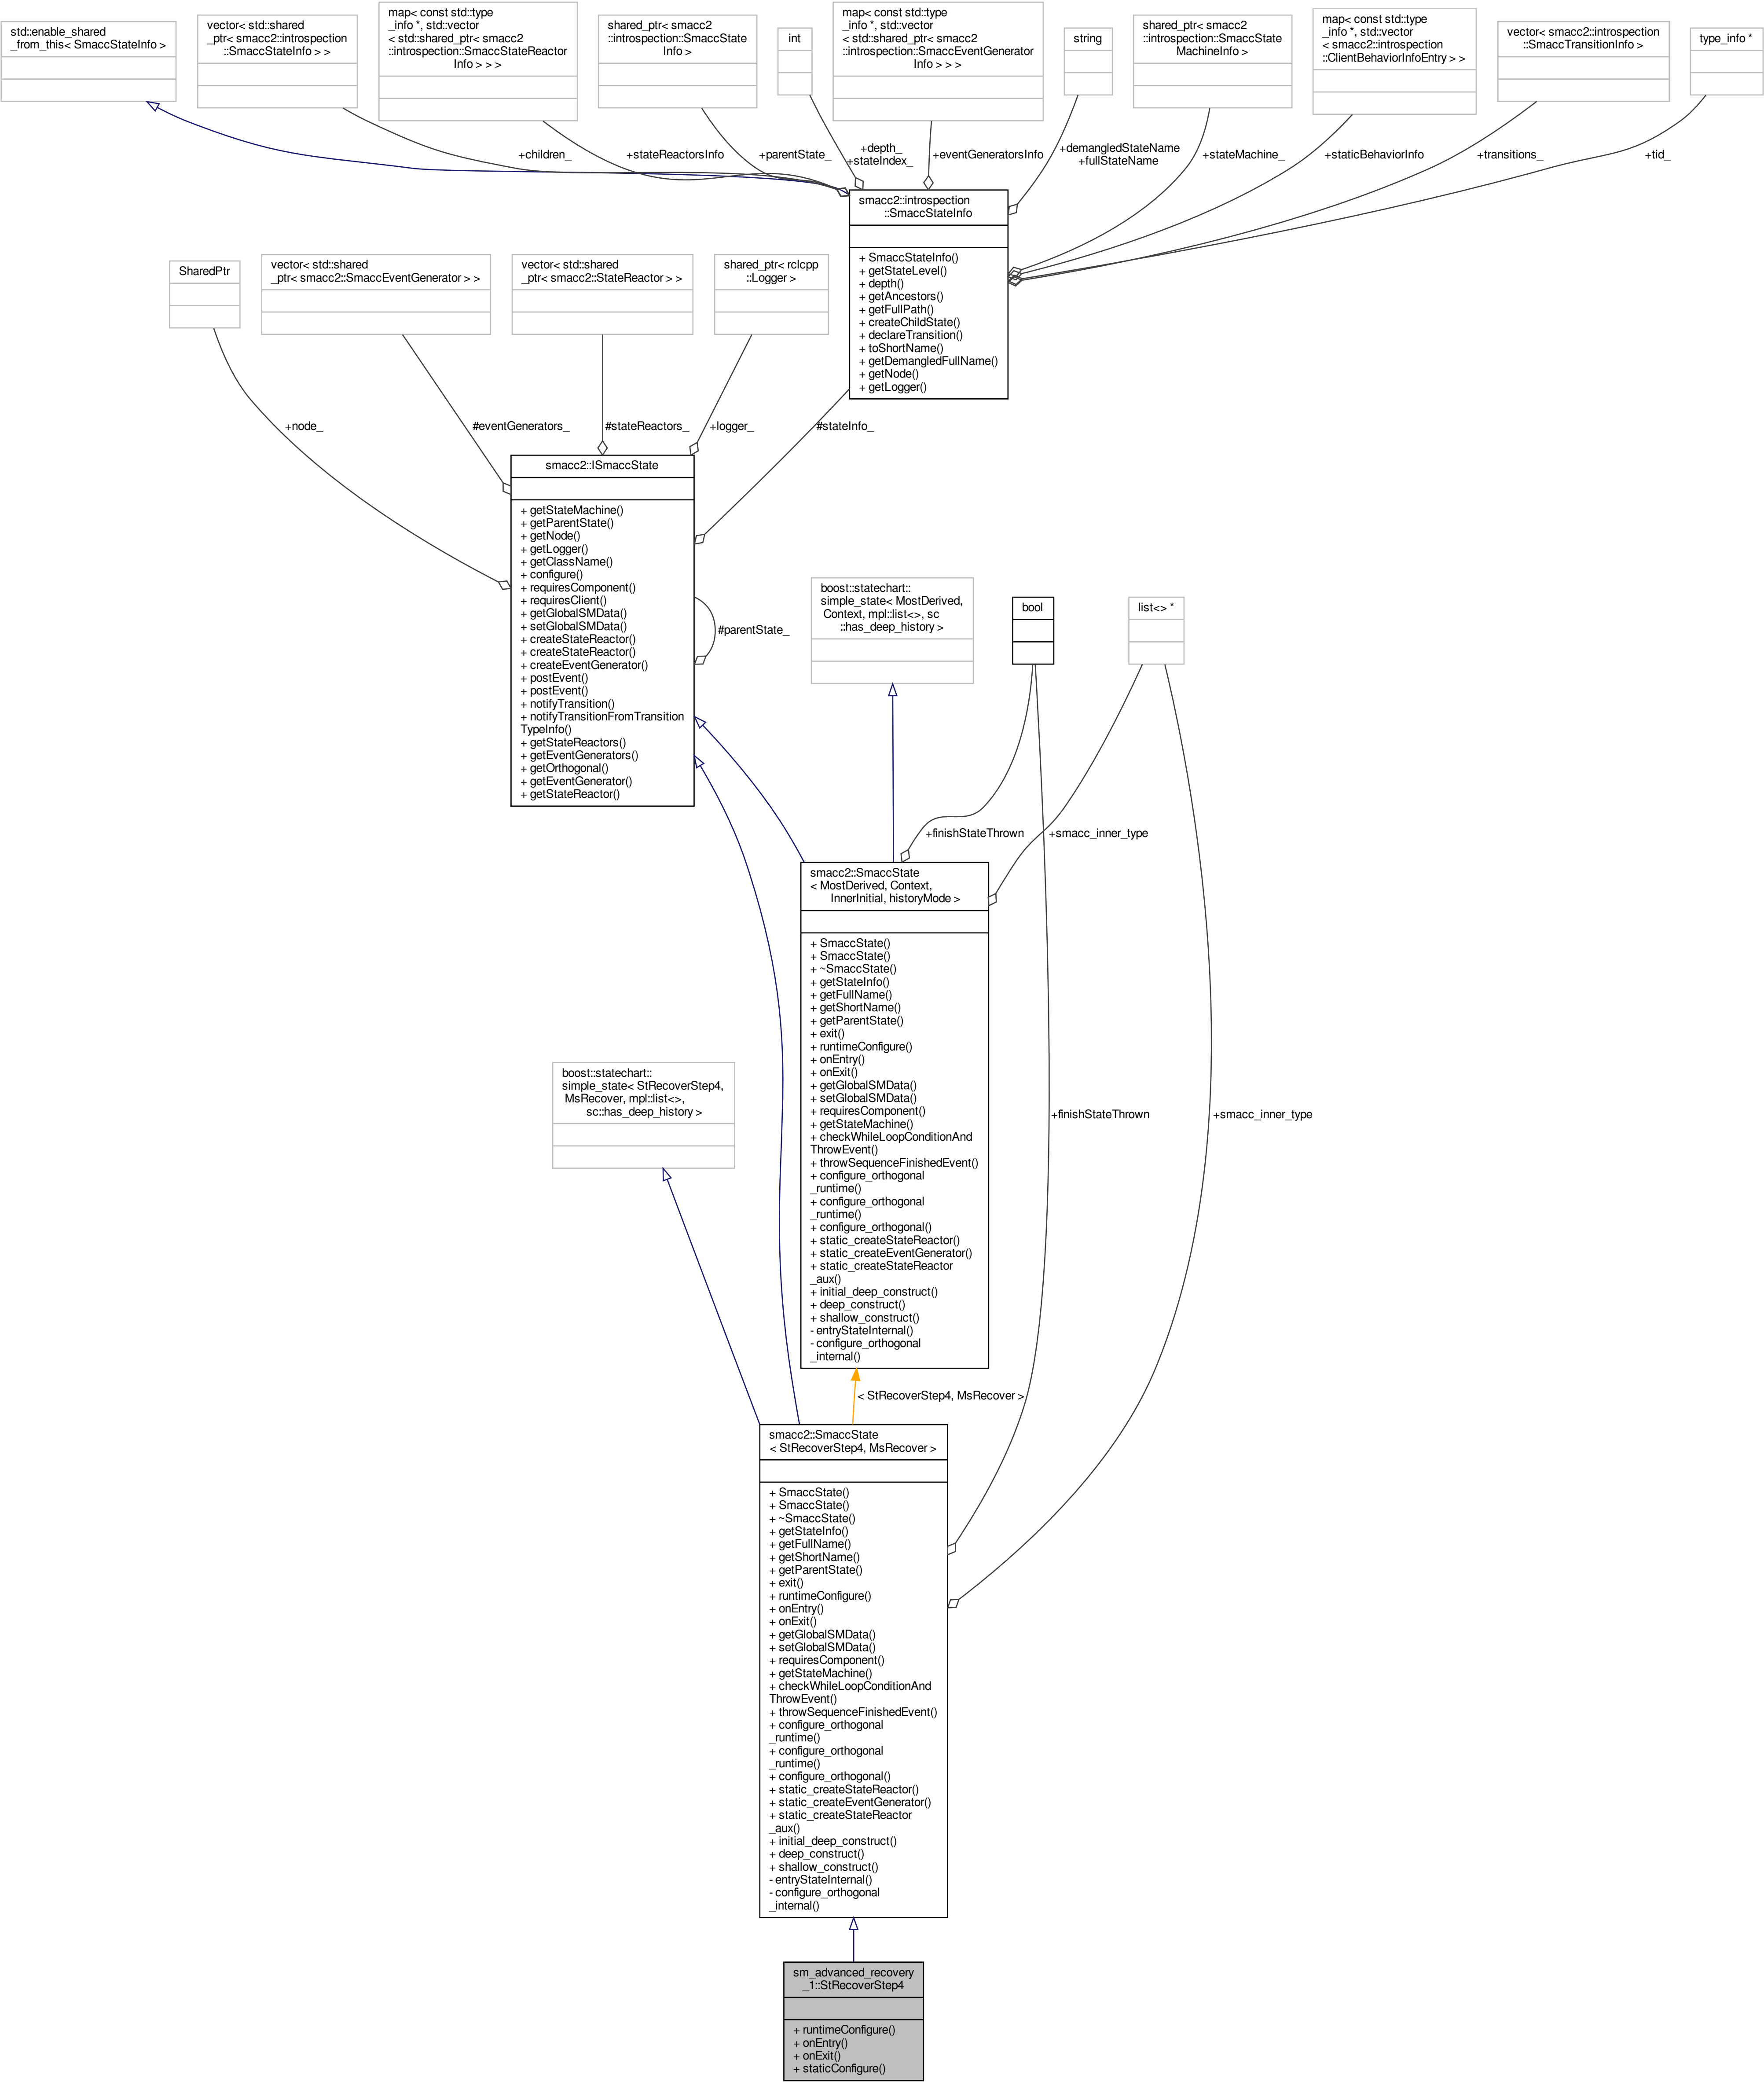 std::enable_shared
_from_this< SmaccStateInfo >
vector< std::shared
_ptr< smacc2::introspection
::SmaccStateInfo > >
map< const std::type
_info *, std::vector
< std::shared_ptr< smacc2
::introspection::SmaccStateReactor
Info > > >
shared_ptr< smacc2
::introspection::SmaccState
Info >
int
map< const std::type
_info *, std::vector
< std::shared_ptr< smacc2
::introspection::SmaccEventGenerator
Info > > >
string
shared_ptr< smacc2
::introspection::SmaccState
MachineInfo >
map< const std::type
_info *, std::vector
< smacc2::introspection
::ClientBehaviorInfoEntry > >
vector< smacc2::introspection
::SmaccTransitionInfo >
type_info *
+children_
+stateReactorsInfo
+parentState_
+depth_
+stateIndex_
+eventGeneratorsInfo
+demangledStateName
+fullStateName
+stateMachine_
+staticBehaviorInfo
+transitions_
+tid_
smacc2::introspection
::SmaccStateInfo
+ SmaccStateInfo()
+ getStateLevel()
+ depth()
+ getAncestors()
+ getFullPath()
+ createChildState()
+ declareTransition()
+ toShortName()
+ getDemangledFullName()
+ getNode()
+ getLogger()
SharedPtr
vector< std::shared
_ptr< smacc2::SmaccEventGenerator > >
vector< std::shared
_ptr< smacc2::StateReactor > >
shared_ptr< rclcpp
::Logger >
+node_
#eventGenerators_
#stateReactors_
+logger_
#stateInfo_
smacc2::ISmaccState
+ getStateMachine()
+ getParentState()
+ getNode()
+ getLogger()
+ getClassName()
+ configure()
+ requiresComponent()
+ requiresClient()
+ getGlobalSMData()
+ setGlobalSMData()
+ createStateReactor()
+ createStateReactor()
+ createEventGenerator()
+ postEvent()
+ postEvent()
+ notifyTransition()
+ notifyTransitionFromTransition
TypeInfo()
+ getStateReactors()
+ getEventGenerators()
+ getOrthogonal()
+ getEventGenerator()
+ getStateReactor()
#parentState_
boost::statechart::
simple_state< MostDerived,
Context, mpl::list<>, sc
::has_deep_history >
bool
list<> *
+finishStateThrown
+smacc_inner_type
smacc2::SmaccState
< MostDerived, Context,
InnerInitial, historyMode >
+ SmaccState()
+ SmaccState()
+ ~SmaccState()
+ getStateInfo()
+ getFullName()
+ getShortName()
+ getParentState()
+ exit()
+ runtimeConfigure()
+ onEntry()
+ onExit()
+ getGlobalSMData()
+ setGlobalSMData()
+ requiresComponent()
+ getStateMachine()
+ checkWhileLoopConditionAnd
ThrowEvent()
+ throwSequenceFinishedEvent()
+ configure_orthogonal
_runtime()
+ configure_orthogonal
_runtime()
+ configure_orthogonal()
+ static_createStateReactor()
+ static_createEventGenerator()
+ static_createStateReactor
_aux()
+ initial_deep_construct()
+ deep_construct()
+ shallow_construct()
- entryStateInternal()
- configure_orthogonal
_internal()
boost::statechart::
simple_state< StRecoverStep4,
MsRecover, mpl::list<>,
sc::has_deep_history >
+finishStateThrown
+smacc_inner_type
< StRecoverStep4, MsRecover >
smacc2::SmaccState
< StRecoverStep4, MsRecover >
+ SmaccState()
+ SmaccState()
+ ~SmaccState()
+ getStateInfo()
+ getFullName()
+ getShortName()
+ getParentState()
+ exit()
+ runtimeConfigure()
+ onEntry()
+ onExit()
+ getGlobalSMData()
+ setGlobalSMData()
+ requiresComponent()
+ getStateMachine()
+ checkWhileLoopConditionAnd
ThrowEvent()
+ throwSequenceFinishedEvent()
+ configure_orthogonal
_runtime()
+ configure_orthogonal
_runtime()
+ configure_orthogonal()
+ static_createStateReactor()
+ static_createEventGenerator()
+ static_createStateReactor
_aux()
+ initial_deep_construct()
+ deep_construct()
+ shallow_construct()
- entryStateInternal()
- configure_orthogonal
_internal()
sm_advanced_recovery
_1::StRecoverStep4
+ runtimeConfigure()
+ onEntry()
+ onExit()
+ staticConfigure()